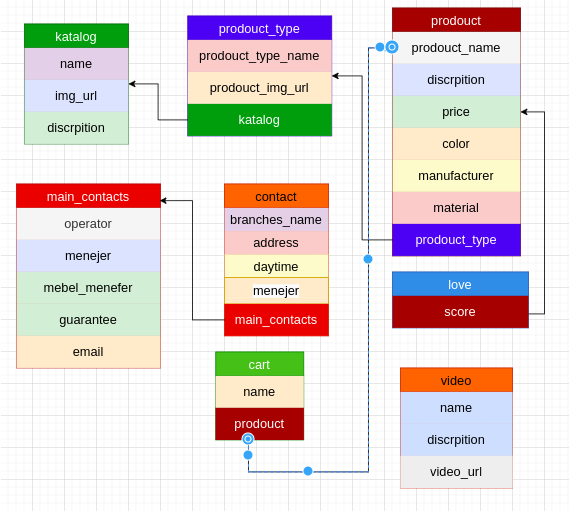 katalog
name
img_url
discrpition
prodouct_type
prodouct_type_name
prodouct_img_url
katalog
prodouct
prodouct_name
discrpition
price
color
manufacturer
material
prodouct_type
main_contacts
operator
menejer
mebel_menefer
guarantee
email
contact
branches_name
address
daytime
menejer
main_contacts
love
score
cart
name
prodouct
video
name
discrpition
video_url